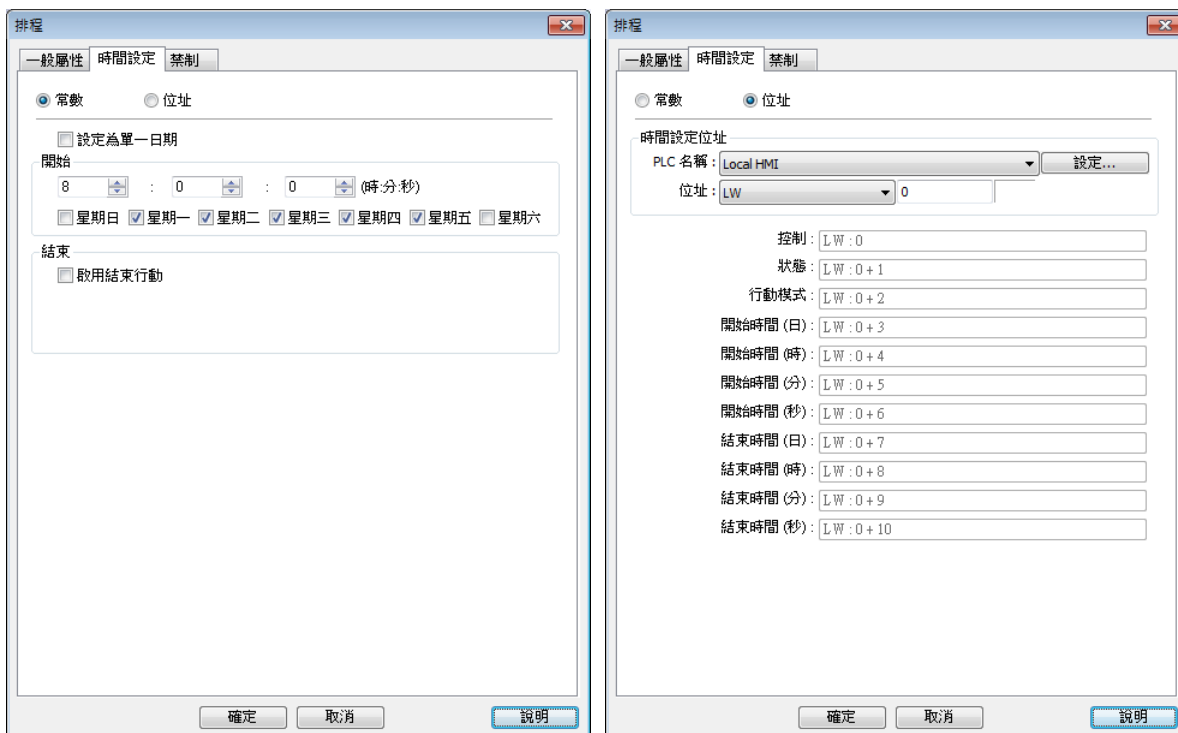 排程
一般屬性 時間設定 禁制
常數 位址
設定為單一日期
開始
8 : 0 : 0 (時:分:秒)
星期日 星期一 星期二 星期三 星期四 星期五 星期六
結束
啟用結束行動
確定 取消 說明
排程
一般屬性 時間設定 禁制
常數 位址
時間設定位址
PLC 名稱 : Local HMI 設定...
位址 : LW 0
控制 : LW : 0
狀態 : LW : 0 + 1
行動模式 : LW : 0 + 2
開始時間 (日) : LW : 0 + 3
開始時間 (時) : LW : 0 + 4
開始時間 (分) : LW : 0 + 5
開始時間 (秒) : LW : 0 + 6
結束時間 (日) : LW : 0 + 7
結束時間 (時) : LW : 0 + 8
結束時間 (分) : LW : 0 + 9
結束時間 (秒) : LW : 0 + 10
確定 取消 說明